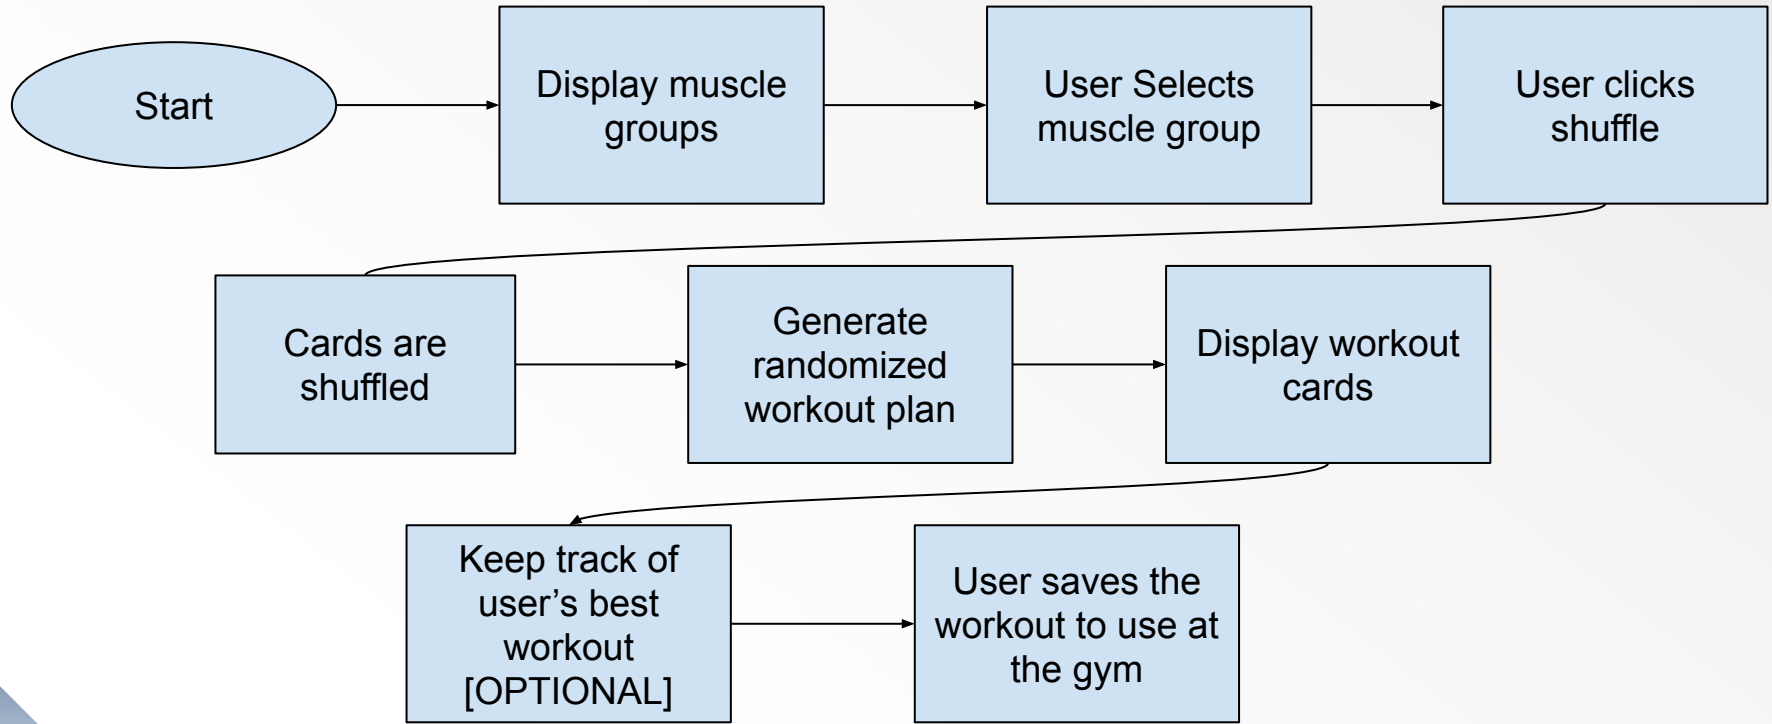 Start
Display muscle
groups
User Selects
muscle group
User clicks
shuffle
Cards are
shuffled
Generate
randomized
workout plan
Display workout
cards
Keep track of
user’s best
workout
[OPTIONAL]
User saves the
workout to use at
the gym